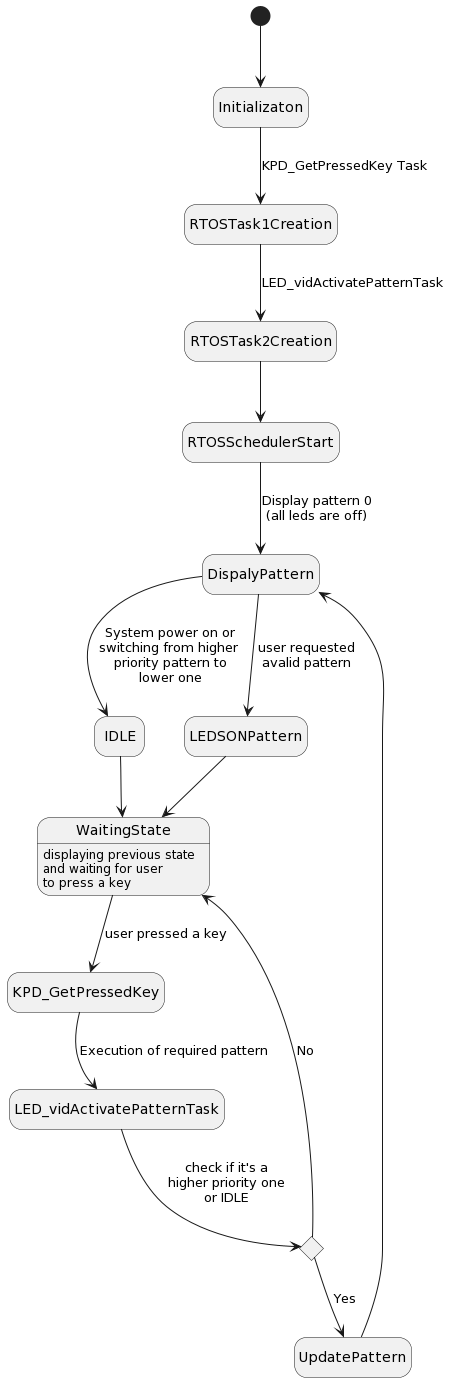 Initializaton
KPD_GetPressedKey Task
RTOSTask1Creation
LED_vidActivatePatternTask
RTOSTask2Creation
RTOSSchedulerStart
Display pattern 0
(all leds are off)
DispalyPattern
System power on or
switching from higher
priority pattern to
lower one
user requested
avalid pattern
IDLE
LEDSONPattern
WaitingState
displaying previous state
and waiting for user
to press a key
user pressed a key
KPD_GetPressedKey
Execution of required pattern
No
LED_vidActivatePatternTask
check if it's a
higher priority one
or IDLE
Yes
UpdatePattern